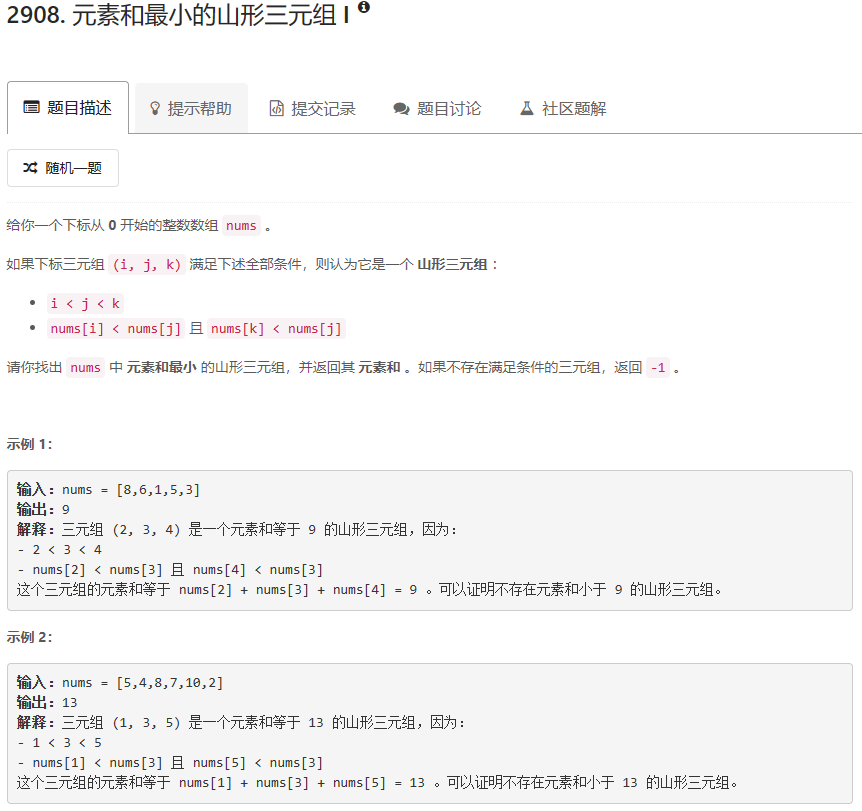 2908. 元素和最小的山形三元组 I
题目描述 提示帮助 提交记录 题目讨论 社区题解
随机一题
给你一个下标从 0 开始的整数数组 nums 。
如果下标三元组 (i, j, k) 满足下述全部条件，则认为它是一个 山形三元组 ：
i < j < k
nums[i] < nums[j] 且 nums[k] < nums[j]
请你找出 nums 中 元素和最小 的山形三元组，并返回其 元素和 。如果不存在满足条件的三元组，返回 -1 。
示例 1：
输入：nums = [8,6,1,5,3]
输出：9
解释：三元组 (2, 3, 4) 是一个元素和等于 9 的山形三元组，因为：
- 2 < 3 < 4
- nums[2] < nums[3] 且 nums[4] < nums[3]
这个三元组的元素和等于 nums[2] + nums[3] + nums[4] = 9 。可以证明不存在元素和小于 9 的山形三元组。
示例 2：
输入：nums = [5,4,8,7,10,2]
输出：13
解释：三元组 (1, 3, 5) 是一个元素和等于 13 的山形三元组，因为：
- 1 < 3 < 5
- nums[1] < nums[3] 且 nums[5] < nums[3]
这个三元组的元素和等于 nums[1] + nums[3] + nums[5] = 13 。可以证明不存在元素和小于 13 的山形三元组。